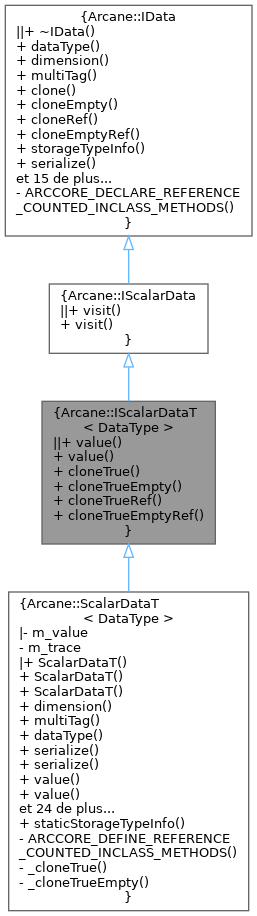 {Arcane::IData
||+ ~IData()
+ dataType()
+ dimension()
+ multiTag()
+ clone()
+ cloneEmpty()
+ cloneRef()
+ cloneEmptyRef()
+ storageTypeInfo()
+ serialize()
et 15 de plus...
- ARCCORE_DECLARE_REFERENCE
_COUNTED_INCLASS_METHODS()
}
{Arcane::IScalarData
||+ visit()
+ visit()
}
{Arcane::IScalarDataT
< DataType >
||+ value()
+ value()
+ cloneTrue()
+ cloneTrueEmpty()
+ cloneTrueRef()
+ cloneTrueEmptyRef()
}
{Arcane::ScalarDataT
< DataType >
|- m_value
- m_trace
|+ ScalarDataT()
+ ScalarDataT()
+ ScalarDataT()
+ dimension()
+ multiTag()
+ dataType()
+ serialize()
+ serialize()
+ value()
+ value()
et 24 de plus...
+ staticStorageTypeInfo()
- ARCCORE_DEFINE_REFERENCE
_COUNTED_INCLASS_METHODS()
- _cloneTrue()
- _cloneTrueEmpty()
}